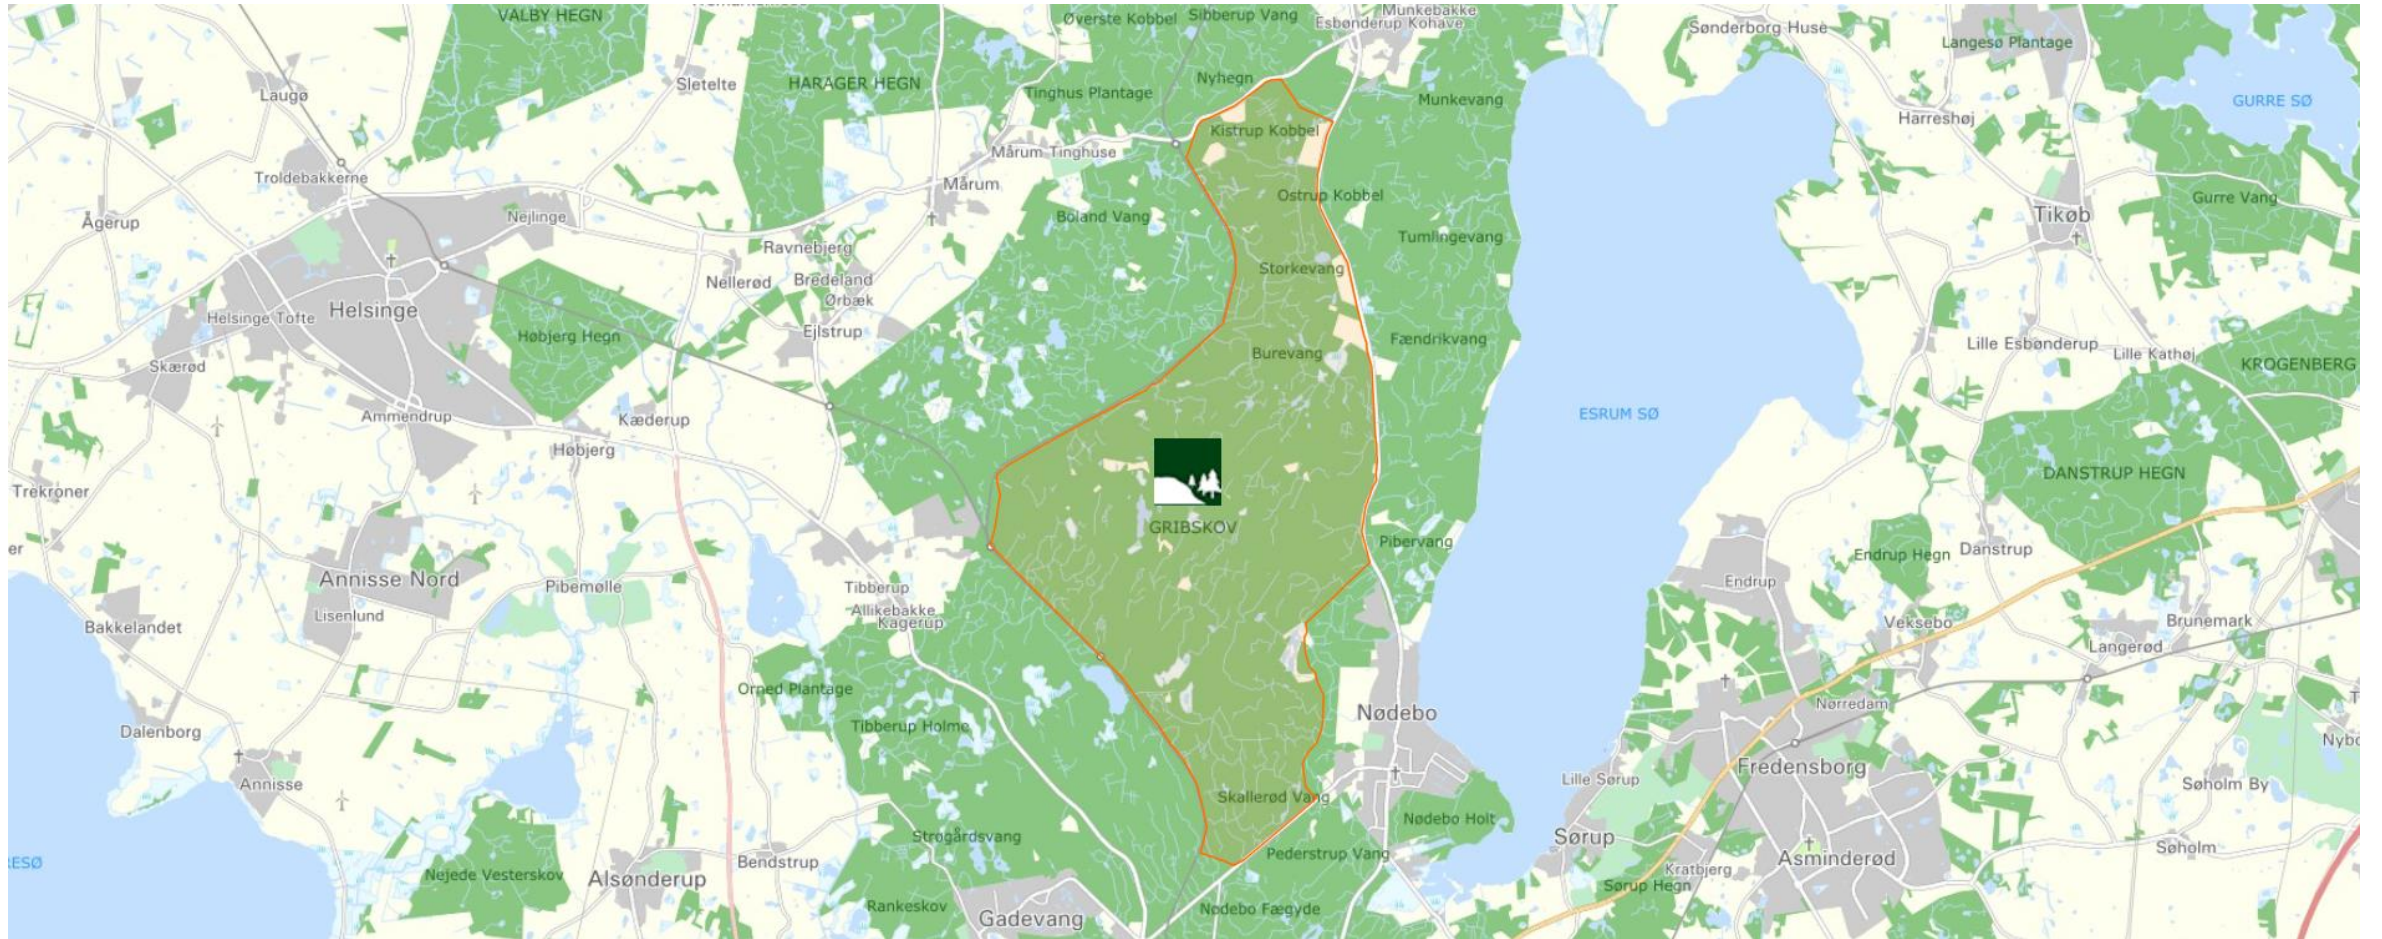 VALBY HEGN
Øverste Kobbel
Sibberup Vang
Munkebakke
Esbønderup Kohave
Sønderborg Huse
Langesø Plantage
Laugø
Sletelte
HARAGER HEGN
Nyhegn
Tinghus Plantage
Munkevang
GURRE SØ
Harreshøj
Kistrup Kobbel
Mårum Tinghuse
Troldebakkerne
Mårum
Ostrup Kobbel
Gurre Vang
Ågerup
Nejlinge
Boland Vang
Tikøb
Ravnebjerg
Tumlingevang
Nellerød
Bredeland
Storkevang
Ørbæk
Helsinge Tofte
Helsinge
Ejlstrup
Høbjerg Hegn
Fændrikvang
Lille Esbønderup
Lille Kathøj
Burevang
Skærød
KROGENBERG
Ammendrup
Kæderup
ESRUM SØ
Høbjerg
DANSTRUP HEGN
Trekroner
GRIBSKOV
Pibervang
er
Endrup Hegn
Danstrup
Annisse Nord
Pibemølle
Tibberup
Endrup
Lisenlund
Allikebakke
Kagerup
Bakkelandet
Veksebo
Brunemark
Langerød
Orned Plantage
Nørredam
Dalenborg
Tibberup Holme
Nødebo
Nybo
Annisse
Fredensborg
Lille Sørup
Søholm By
Skallerød Vang
Strøgårdsvang
Nødebo Holt
Sørup
RESØ
Bendstrup
Pederstrup Vang
Søholm
Asminderød
Nejede Vesterskov
Alsønderup
Kratbjerg
Sørup Hegn
Rankeskov
Gadevang
Nødebo Fægyde